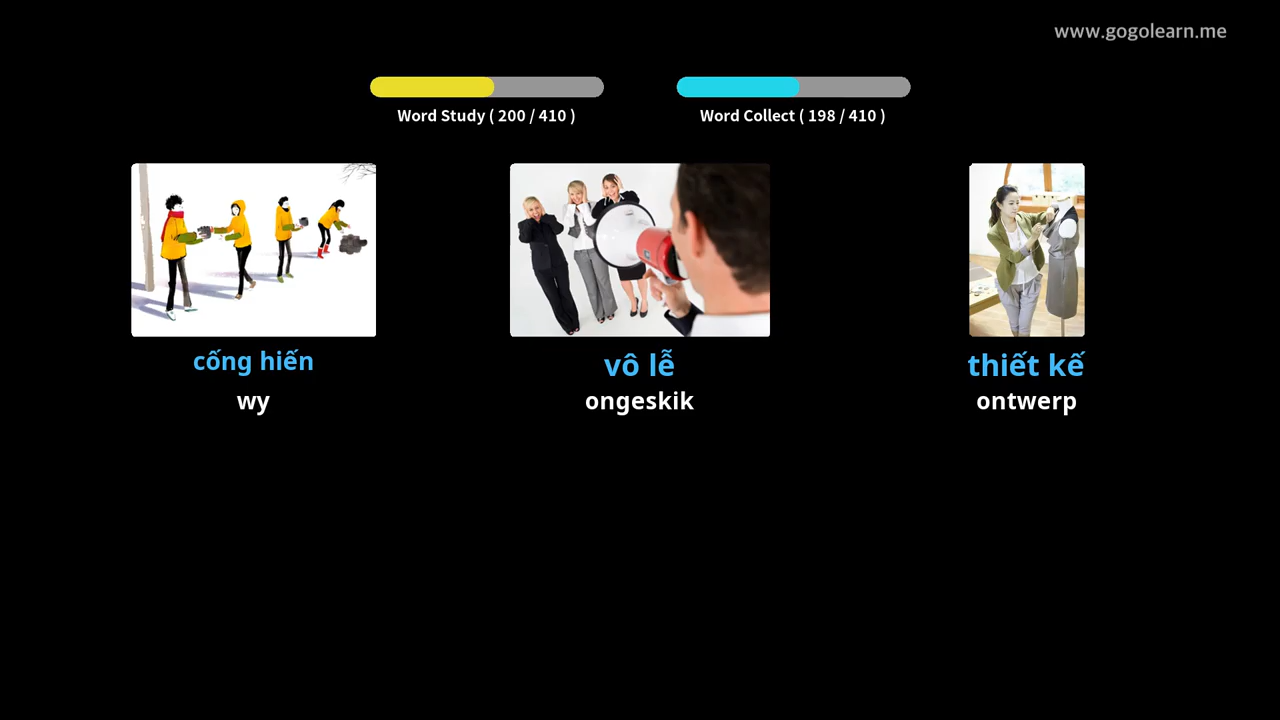 www.gogolearn.me
Word Study ( 200 / 410 )
Word Collect ( 198 / 410 )
cống hiến
vô lễ
thiết kế
wy
ongeskik
ontwerp